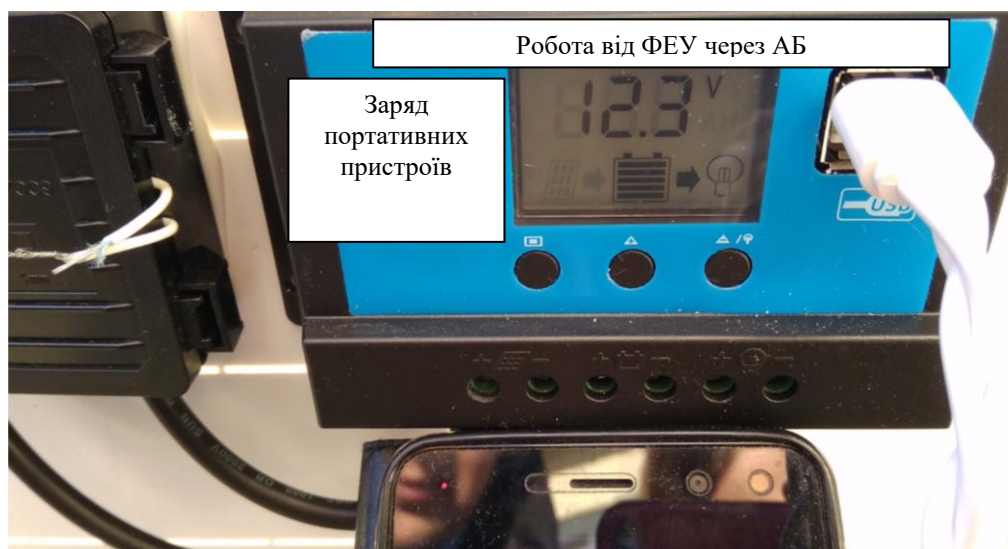 Робота від ФЕУ через АБ
Заряд
портативних
пристроїв
12.3 V
USB